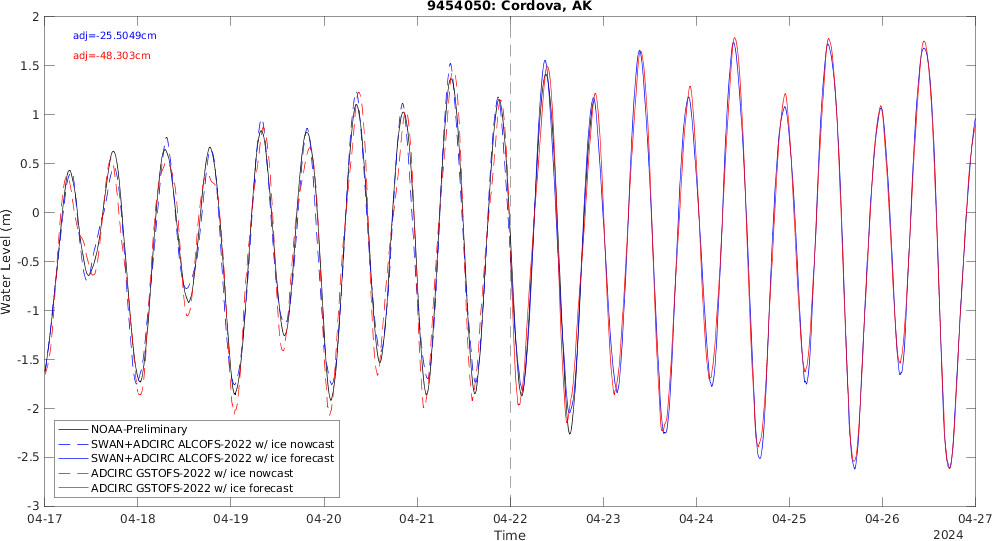 9454050: Cordova, AK
adj=-25.5049cm
adj=-48.303cm
2
1.5
1
0.5
0
-0.5
-1
-1.5
-2
-2.5
-3
Water Level (m)
NOAA-Preliminary
SWAN+ADCIRC ALCOFS-2022 w/ ice nowcast
SWAN+ADCIRC ALCOFS-2022 w/ ice forecast
ADCIRC GSTOFS-2022 w/ ice nowcast
ADCIRC GSTOFS-2022 w/ ice forecast
04-17 04-18 04-19 04-20 04-21 04-22 04-23 04-24 04-25 04-26 04-27
Time
2024